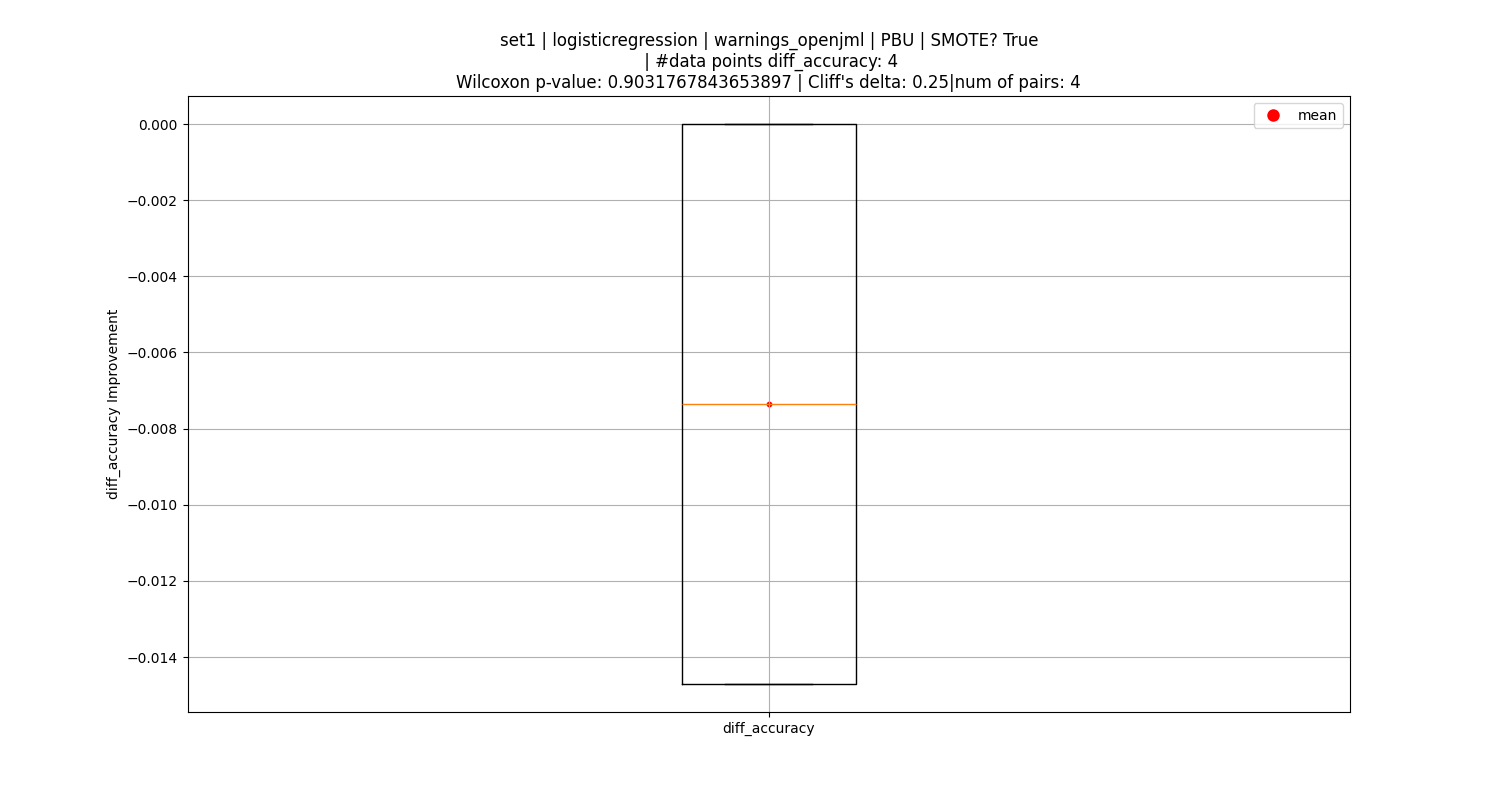 set1 | logisticregression | warnings_openjml | PBU | SMOTE? True
| #data points diff_accuracy: 4
Wilcoxon p-value: 0.9031767843653897 | Cliff's delta: 0.25|num of pairs: 4
mean
0.000
−0.002
−0.004
−0.006
−0.008
−0.010
−0.012
−0.014
diff_accuracy Improvement
diff_accuracy